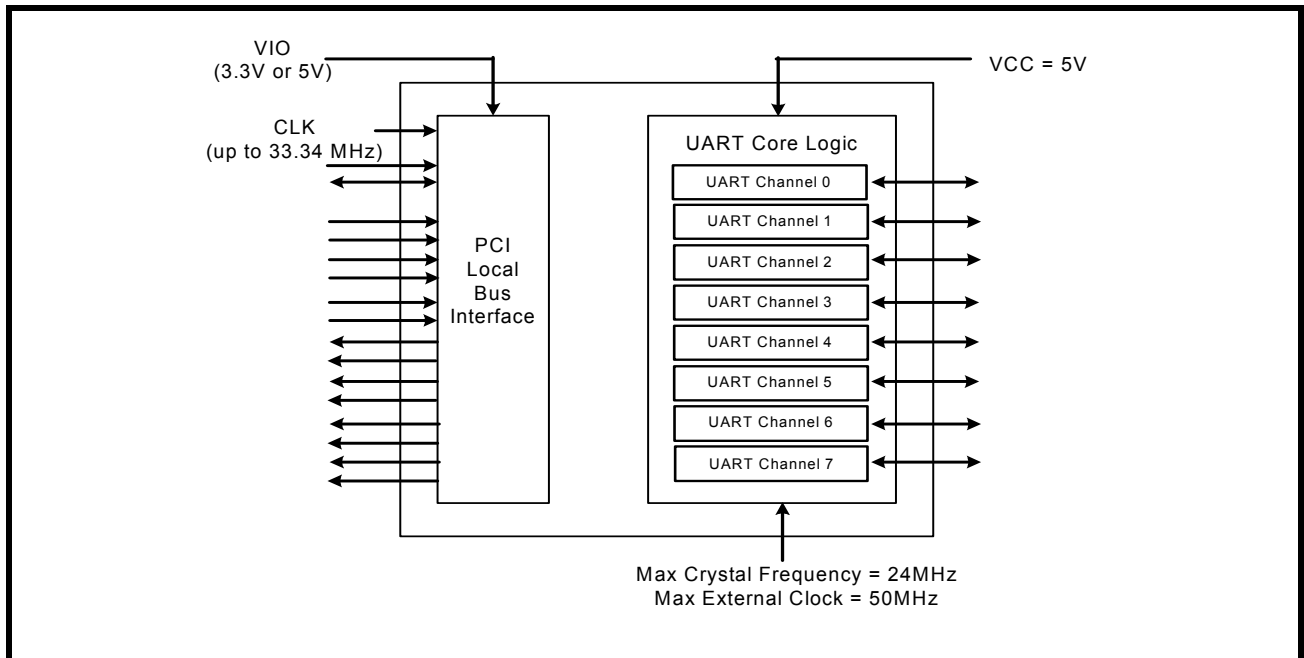 VIO
(3.3V or 5V)
VCC = 5V
CLK
(up to 33.34 MHz)
PCI
Local
Bus
Interface
UART Core Logic
UART Channel 0
UART Channel 1
UART Channel 2
UART Channel 3
UART Channel 4
UART Channel 5
UART Channel 6
UART Channel 7
Max Crystal Frequency = 24MHz
Max External Clock = 50MHz